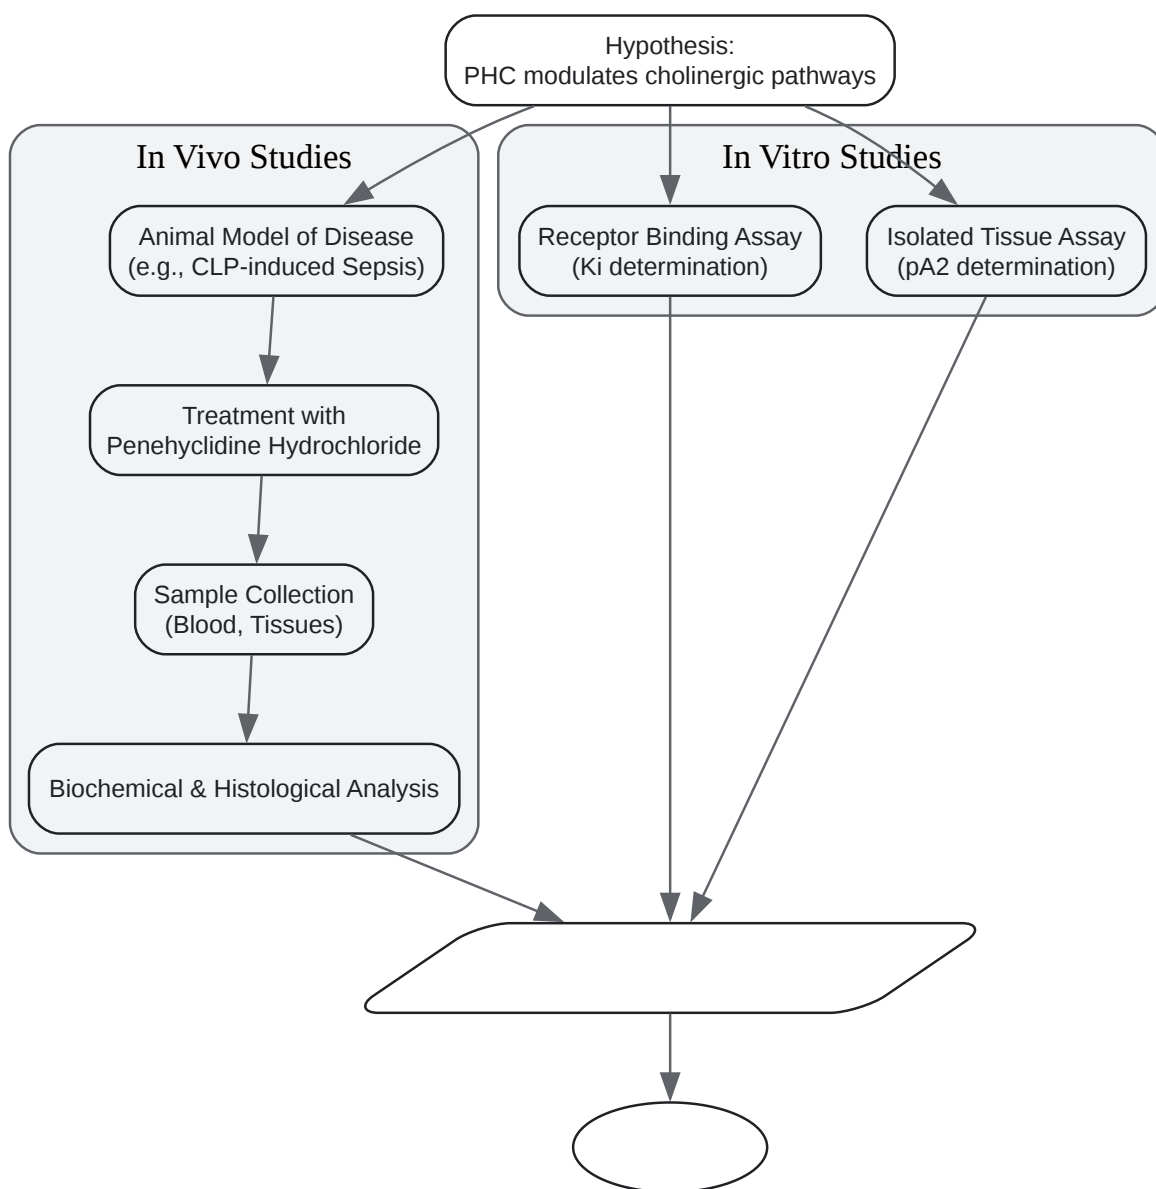 Hypothesis:
PHC modulates cholinergic pathways
In Vivo Studies
Animal Model of Disease
(e.g., CLP-induced Sepsis)
Treatment with
Penehyclidine Hydrochloride
Sample Collection
(Blood, Tissues)
Biochemical & Histological Analysis
In Vitro Studies
Receptor Binding Assay
(Ki determination)
Isolated Tissue Assay
(pA2 determination)